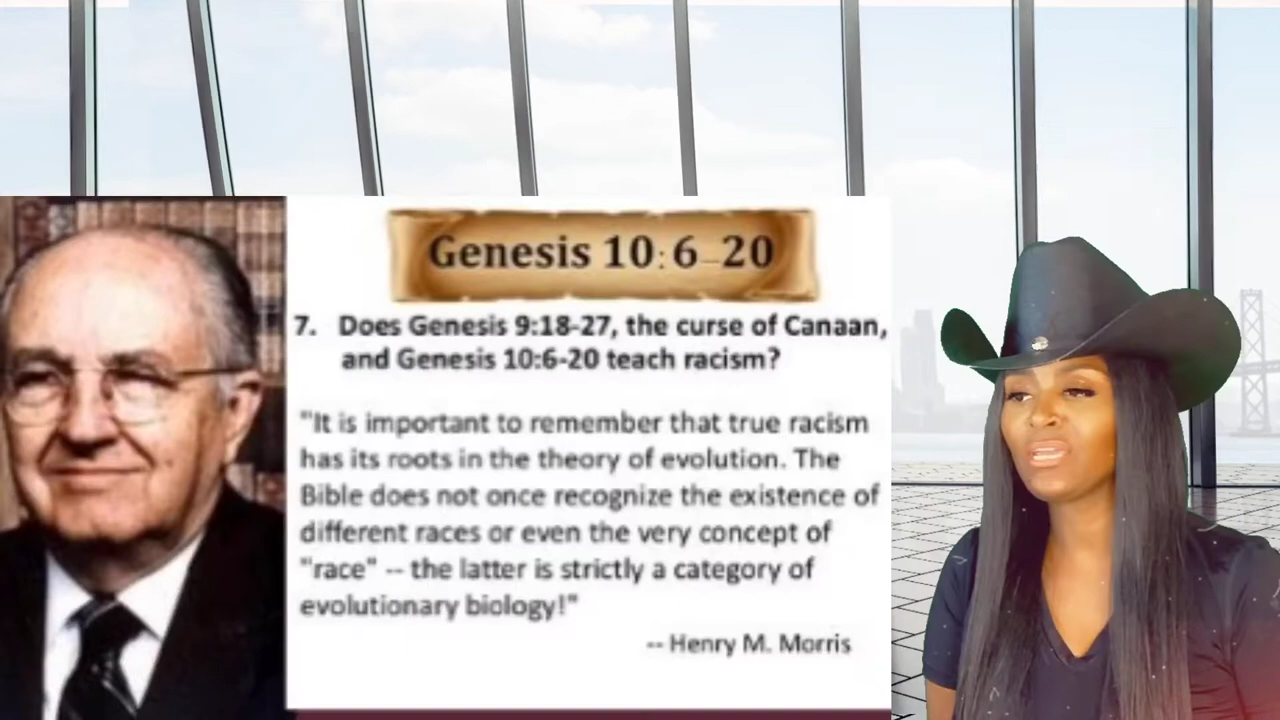 Genesis 10:6-20
7. Does Genesis 9:18-27, the curse of Canaan,
and Genesis 10:6-20 teach racism?
"It is important to remember that true racism
has its roots in the theory of evolution. The
Bible does not once recognize the existence of
different races or even the very concept of
"race" -- the latter is strictly a category of
evolutionary biology!"
-- Henry M. Morris